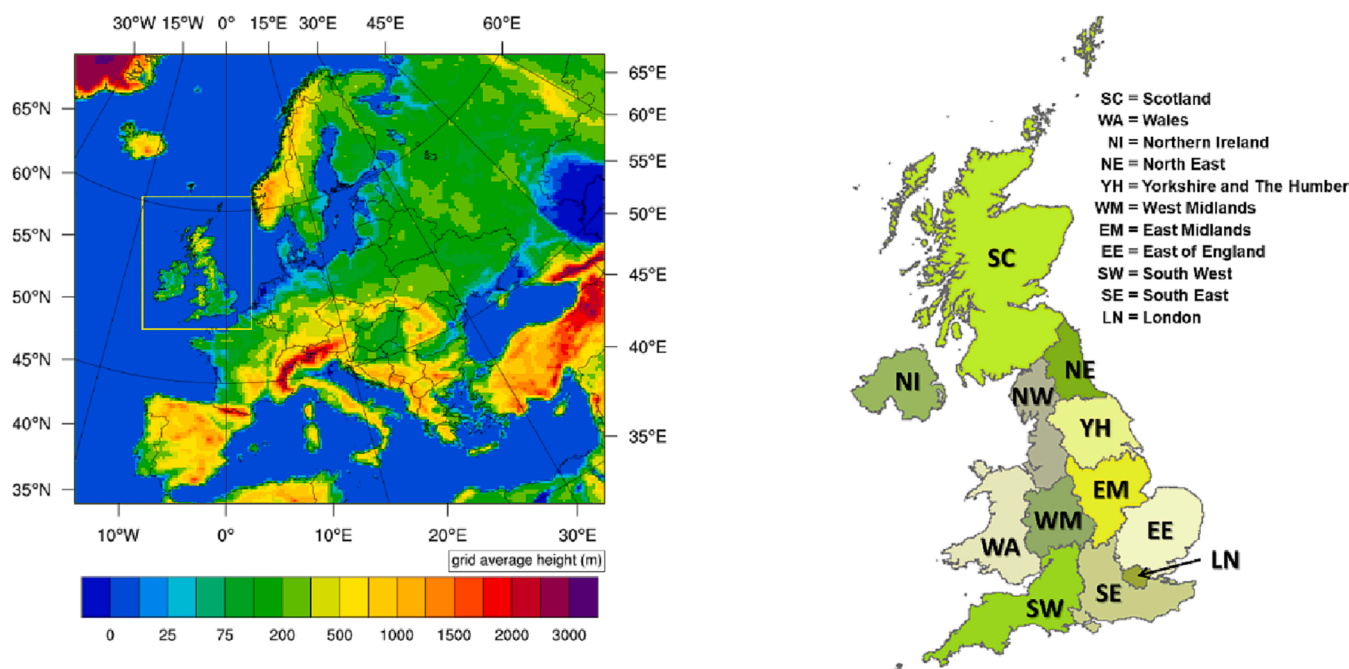 30°W 15°W 0° 15°E 30°E 45°E 60°E
65°N
60°N
55°N
50°N
45°N
40°N
35°N
65°E
60°E
55°E
50°E
45°E
40°E
35°E
10°W 0° 10°E 20°E 30°E
grid average height (m)
0 25 75 200 500 1000 1500 2000 3000
SC = Scotland
WA = Wales
NI = Northern Ireland
NE = North East
YH = Yorkshire and The Humber
WM = West Midlands
EM = East Midlands
EE = East of England
SW = South West
SE = South East
LN = London
SC
NI
NE
NW
YH
EM
WM
WA
EE
LN
SE
SW